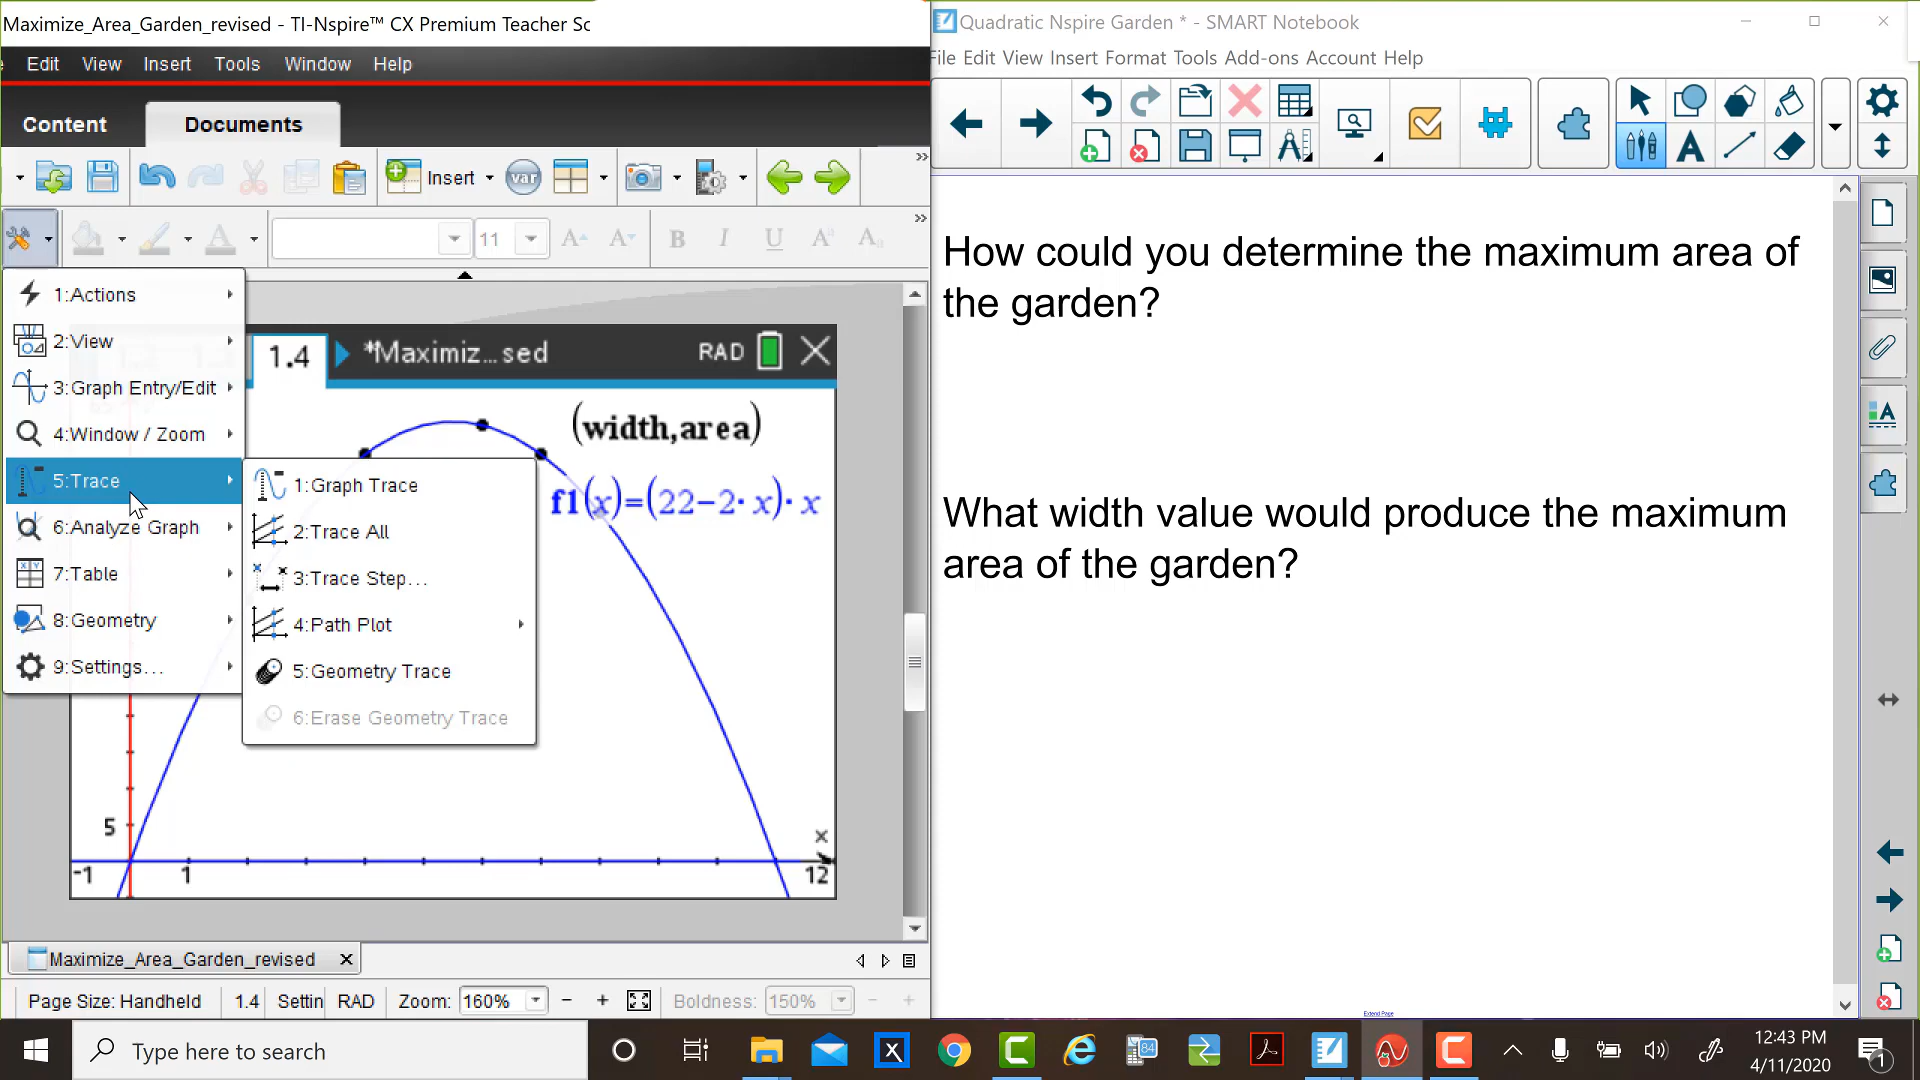 Maximize_Area_Garden_revised - TI-Nspire™ CX Premium Teacher Sc
Edit View Insert Tools Window Help
Content Documents
Insert var
11
B I U A A
1:Actions
2:View
3:Graph Entry/Edit
4:Window / Zoom
5:Trace
6:Analyze Graph
7:Table
8:Geometry
9:Settings...
1:Graph Trace
2:Trace All
3:Trace Step...
4:Path Plot
5:Geometry Trace
6:Erase Geometry Trace
1.4 *Maximiz...sed RAD
(width,area)
f1(x)=(22-2·x)·x
5
x
-1 1 12
Maximize_Area_Garden_revised
Page Size: Handheld 1.4 Settin RAD Zoom: 160% Boldness: 150%
Quadratic Nspire Garden * - SMART Notebook
File Edit View Insert Format Tools Add-ons Account Help
How could you determine the maximum area of
the garden?
What width value would produce the maximum
area of the garden?
Extend Page
Type here to search
84
12:43 PM
4/11/2020
1